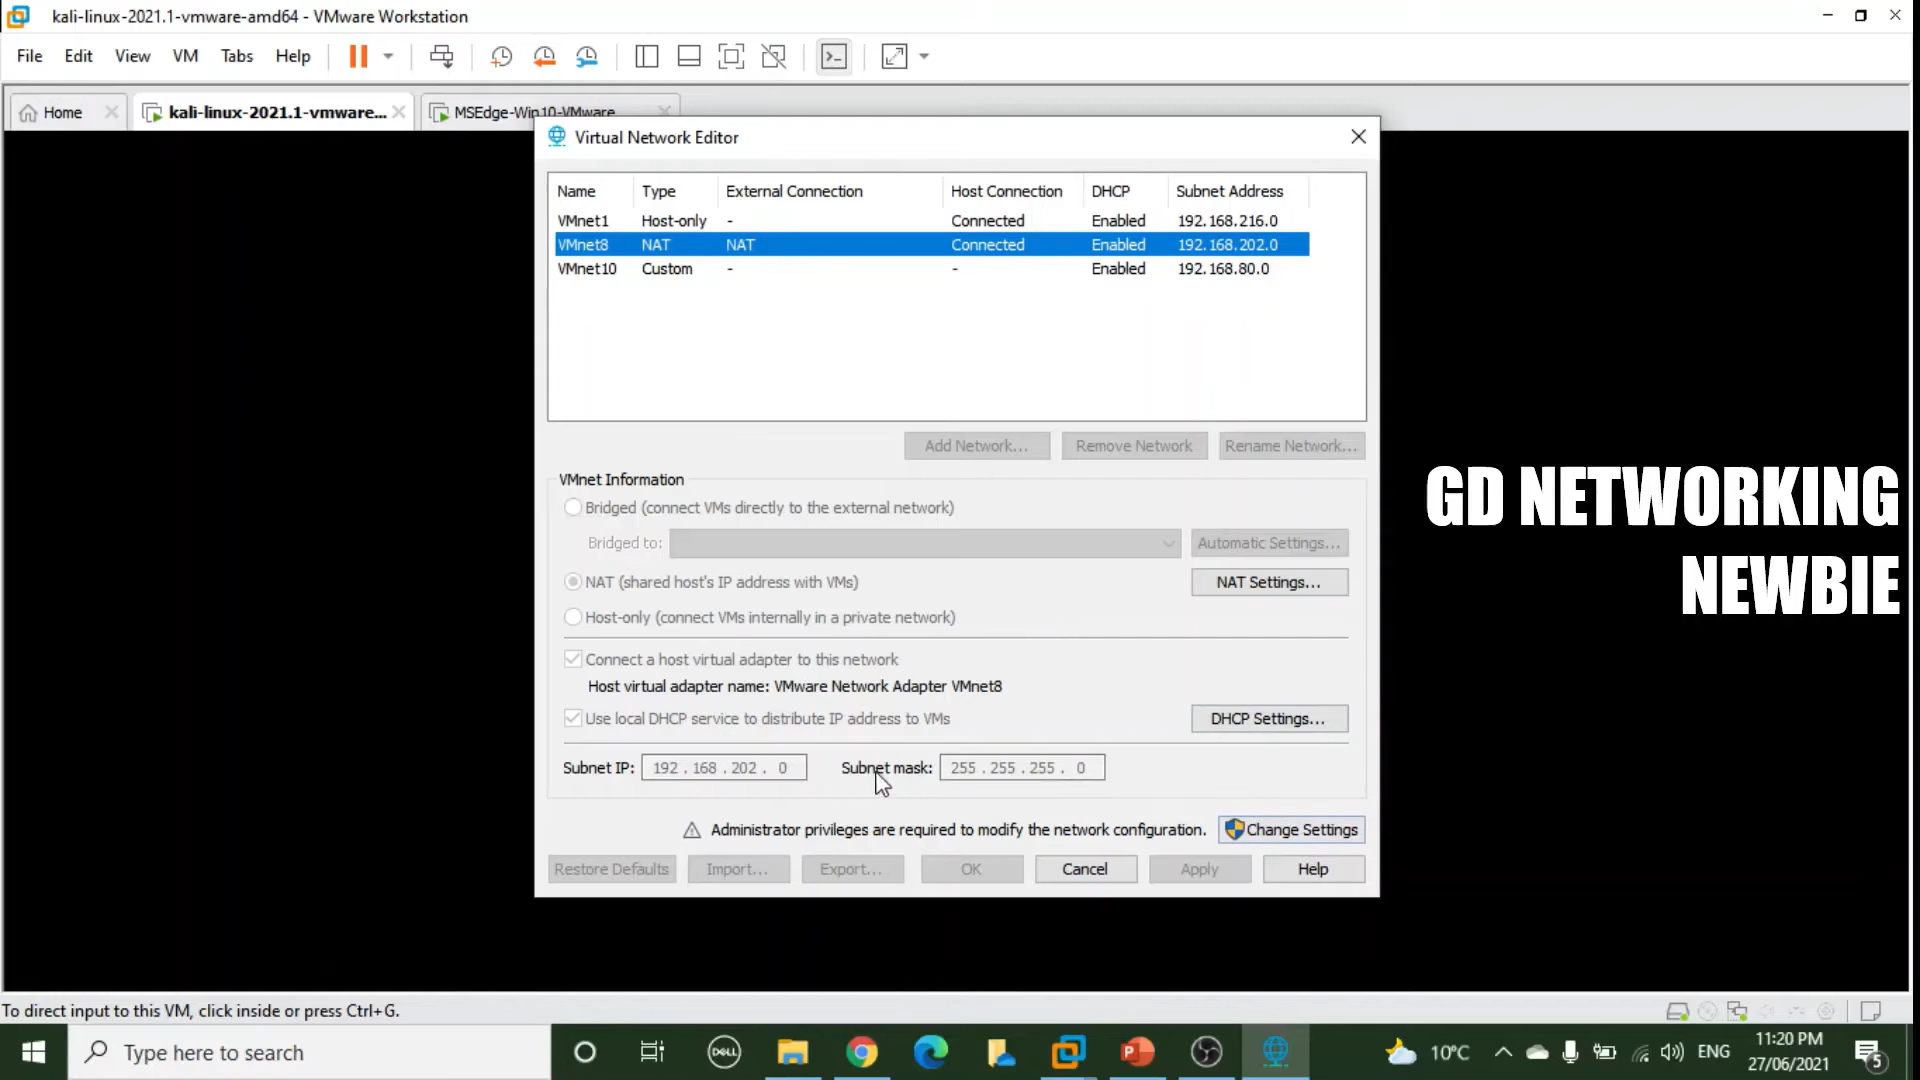 kali-linux-2021.1-vmware-amd64 - VMware Workstation
File Edit View VM Tabs Help
Home kali-linux-2021.1-vmware... MSEdge-Win10-VMware
Virtual Network Editor
Name Type External Connection Host Connection DHCP Subnet Address
VMnet1 Host-only - Connected Enabled 192.168.216.0
VMnet8 NAT NAT Connected Enabled 192.168.202.0
VMnet10 Custom - - Enabled 192.168.80.0
Add Network... Remove Network Rename Network...
VMnet Information
Bridged (connect VMs directly to the external network)
Bridged to: Automatic Settings...
NAT (shared host's IP address with VMs) NAT Settings...
Host-only (connect VMs internally in a private network)
Connect a host virtual adapter to this network
Host virtual adapter name: VMware Network Adapter VMnet8
Use local DHCP service to distribute IP address to VMs DHCP Settings...
Subnet IP: 192 . 168 . 202 . 0 Subnet mask: 255 . 255 . 255 . 0
Administrator privileges are required to modify the network configuration. Change Settings
Restore Defaults Import... Export... OK Cancel Apply Help
GD NETWORKING
NEWBIE
To direct input to this VM, click inside or press Ctrl+G.
Type here to search DELL 10°C ENG 11:20 PM
27/06/2021 5